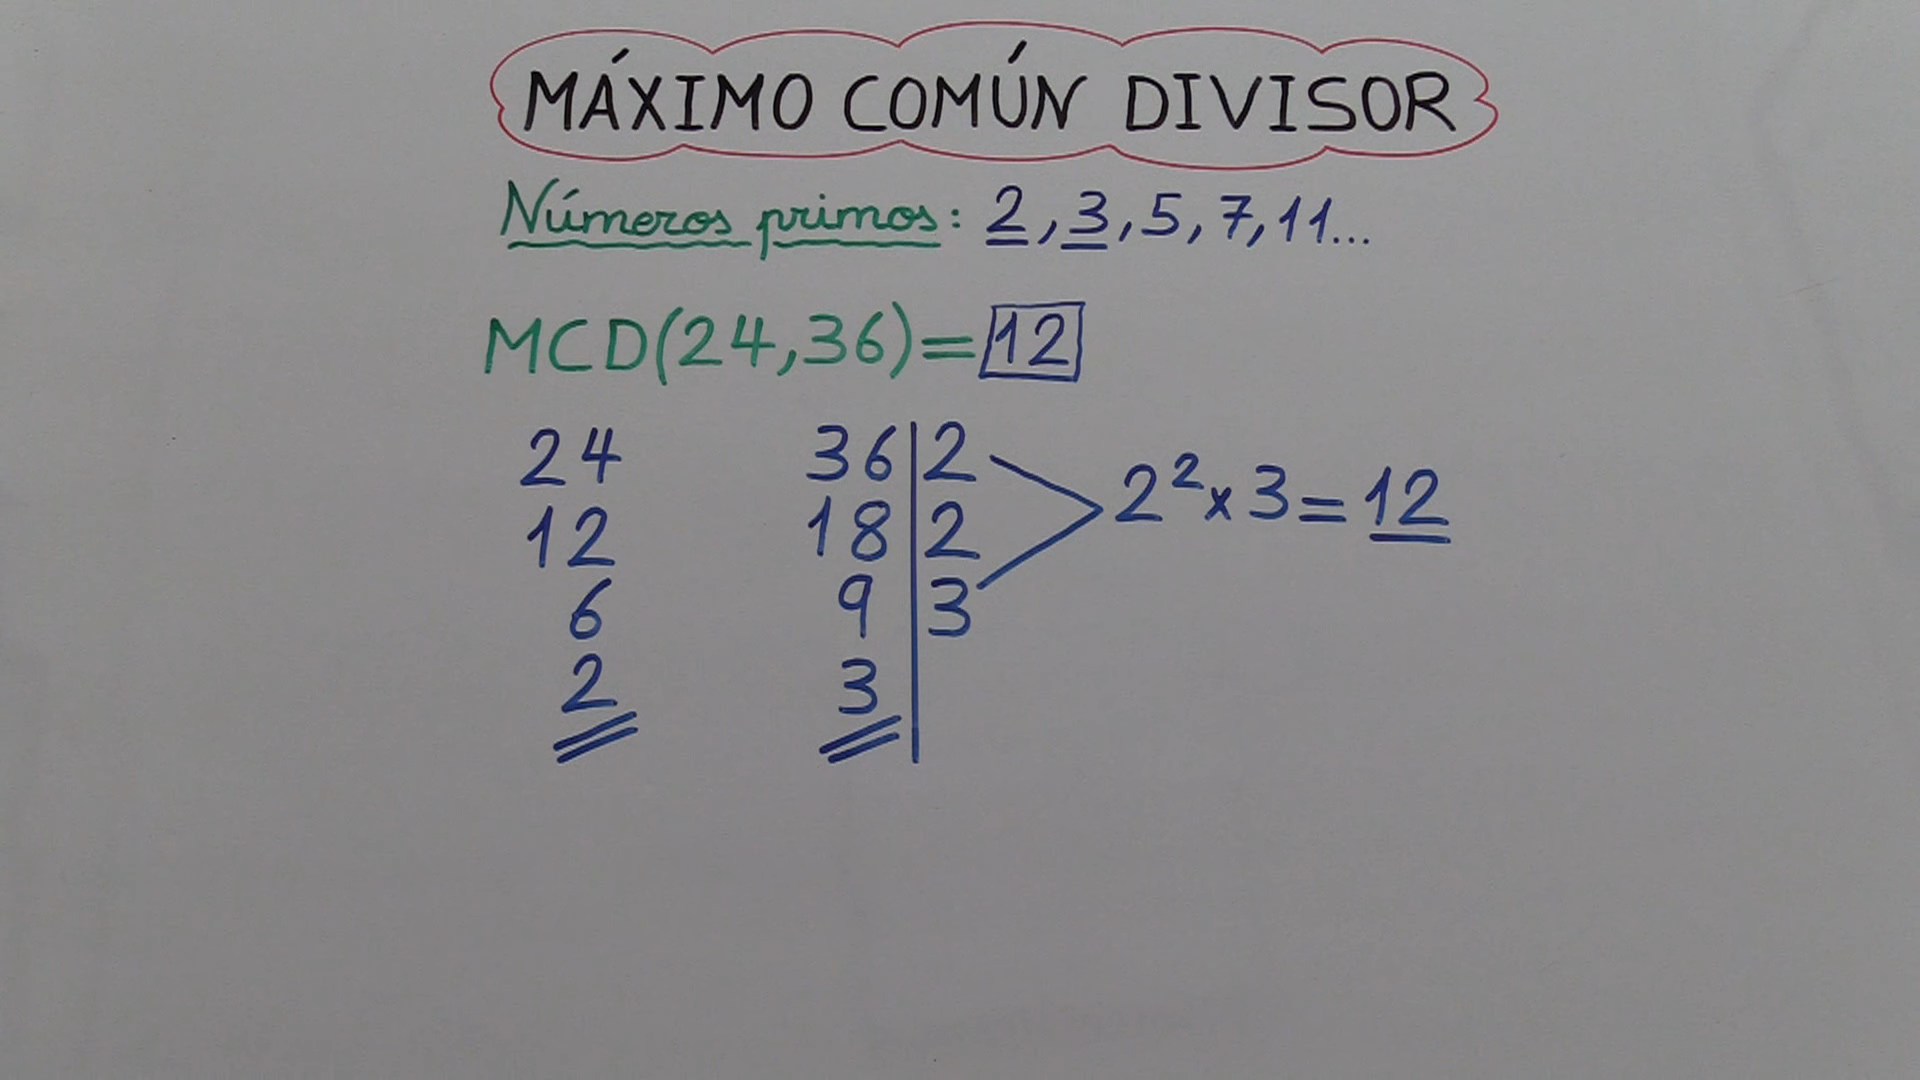 MÁXIMO COMÚN DIVISOR
Números primos: 2, 3, 5, 7, 11...
MCD(24,36)=12
24 36 2
12 18 2
6 9 3
2 3
2²x3=12